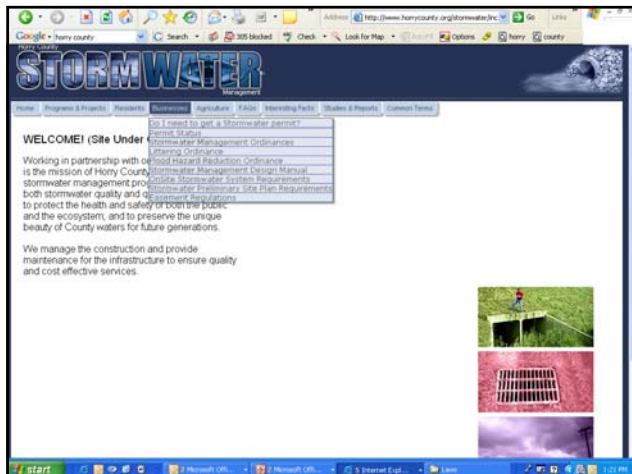 Address http://www.horrycounty.org/stormwater/inc Go Links
Google horry county Search 305 blocked Check Look for Map AutoFill Options horry county
Horry County
STORMWATER
Management
Home Programs & Projects Residents Businesses Agriculture FAQs Interesting Facts Studies & Reports Common Terms
Do I need to get a Stormwater permit?
Permit Status
Stormwater Management Ordinances
Littering Ordinance
Flood Hazard Reduction Ordinance
Stormwater Management Design Manual
OnSite Stormwater System Requirements
Stormwater Preliminary Site Plan Requirements
Easement Regulations
WELCOME! (Site Under
Working in partnership with
is the mission of Horry County
stormwater management
both stormwater quality and
to protect the health and safety of both the public
and the ecosystem; and to preserve the unique
beauty of County waters for future generations.
We manage the construction and provide
maintenance for the infrastructure to ensure quality
and cost effective services.
start 2 Microsoft Offi... 2 Microsoft Off... 5 Internet Expl... Laws 1:21 PM